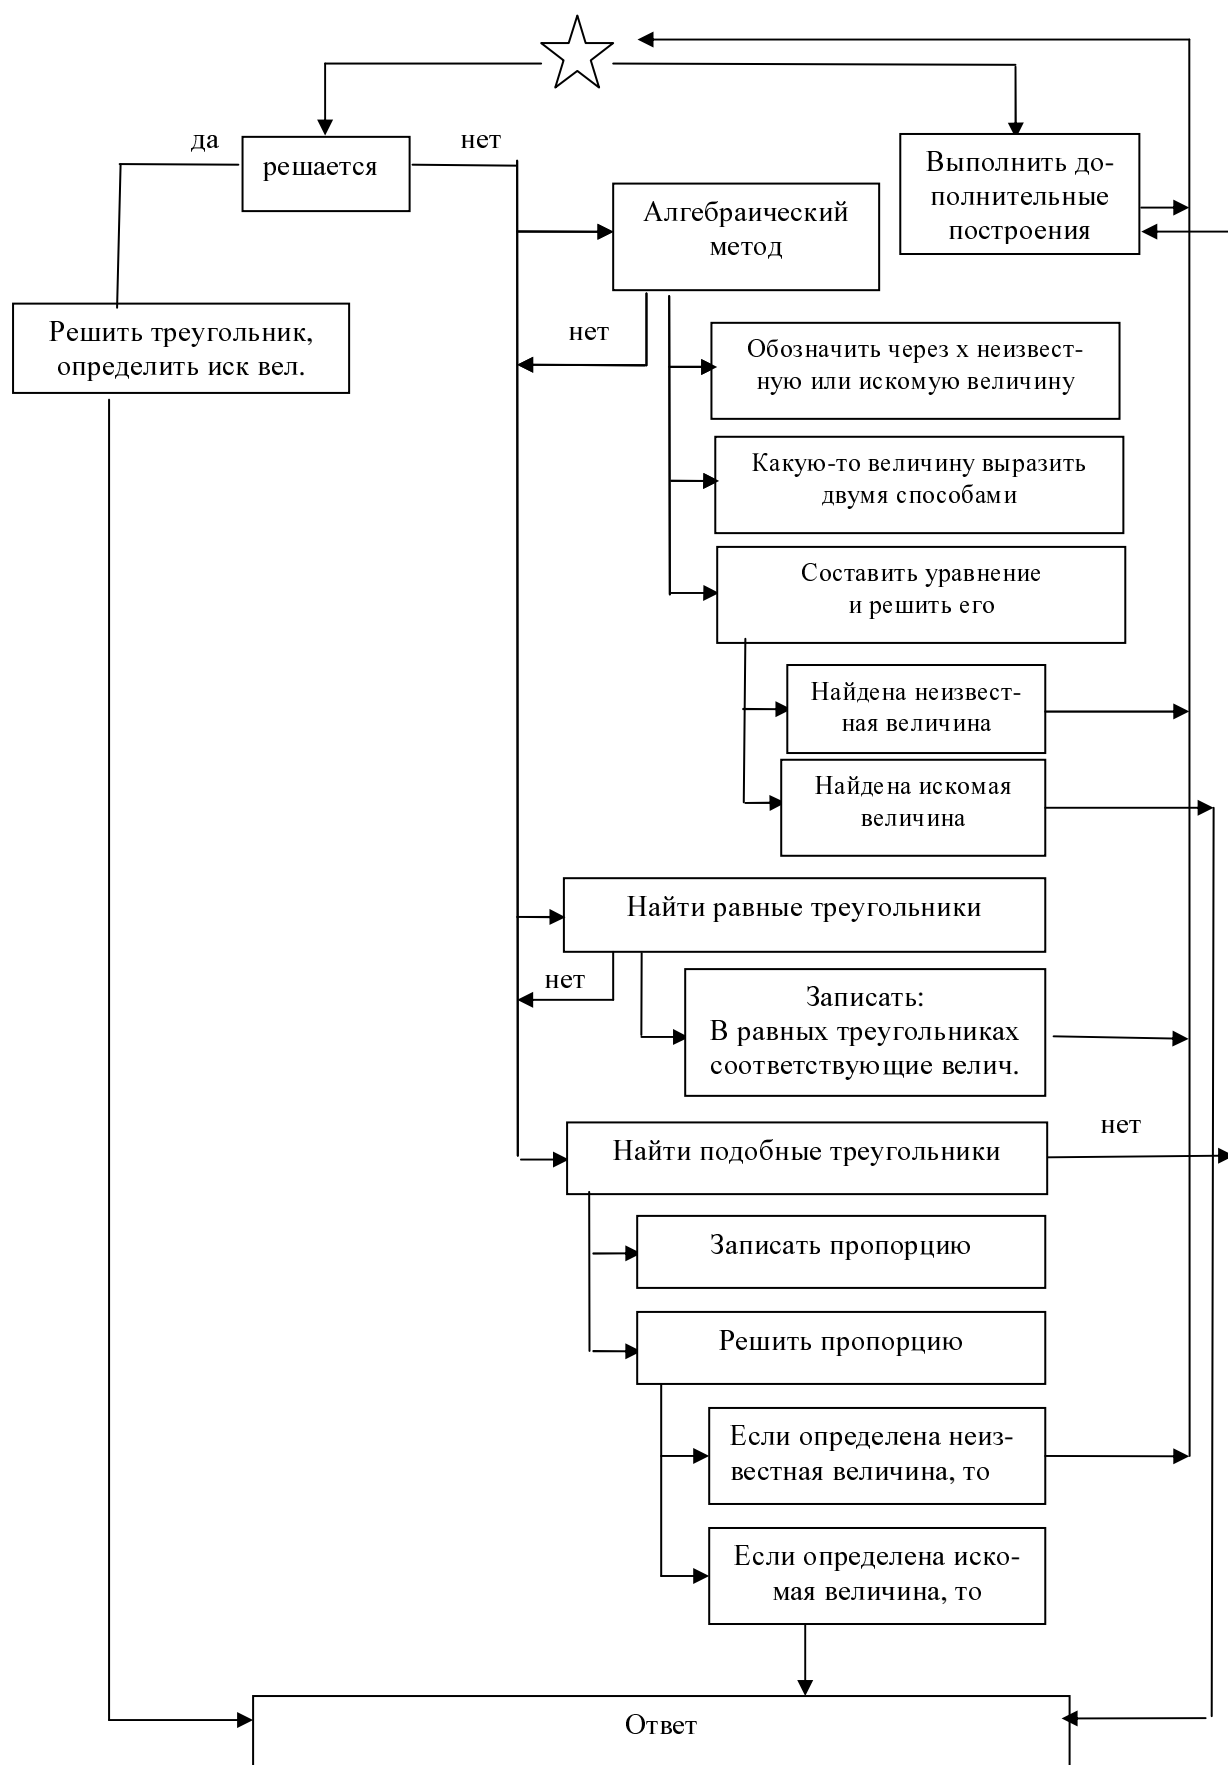 да
решается
нет
Выполнить до-
полнительные
построения
Алгебраический
метод
Решить треугольник,
определить иск вел.
нет
Обозначить через х неизвест-
ную или искомую величину
Какую-то величину выразить
двумя способами
Составить уравнение
и решить его
Найдена неизвест-
ная величина
Найдена искомая
величина
Найти равные треугольники
нет
Записать:
В равных треугольниках
соответствующие велич.
Найти подобные треугольники
нет
Записать пропорцию
Решить пропорцию
Если определена неиз-
вестная величина, то
Если определена иско-
мая величина, то
Ответ